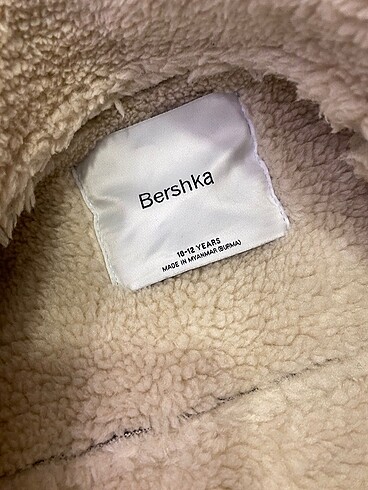 Bershka
10-12 YEARS
MADE IN MYANMAR (BURMA)